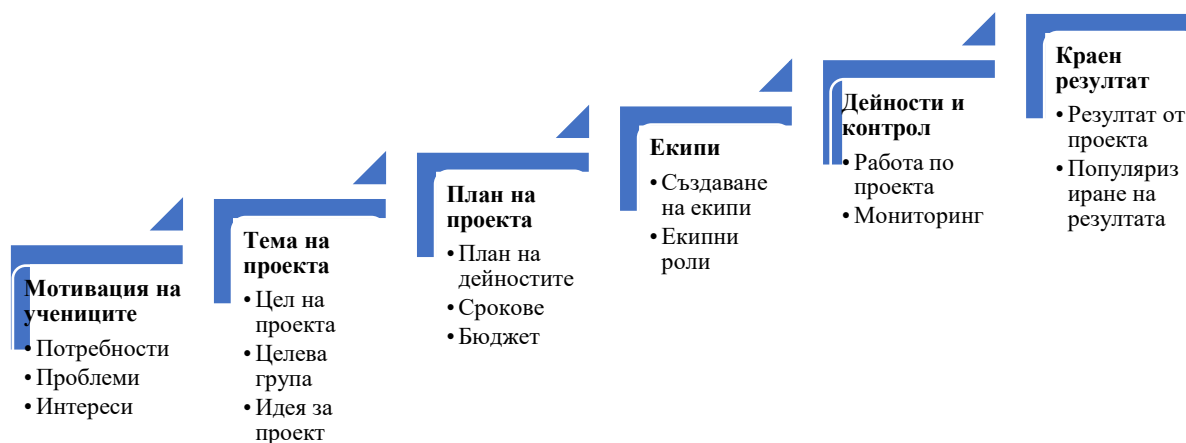 Мотивация на
учениците
• Потребности
• Проблеми
• Интереси
Тема на
проекта
• Цел на
проекта
• Целева
група
• Идея за
проект
План на
проекта
• План на
дейностите
• Срокове
• Бюджет
Екипи
• Създаване
на екипи
• Екипни
роли
Дейности и
контрол
• Работа по
проекта
• Мониторинг
Краен
резултат
• Резултат от
проекта
• Популяриз
иране на
резултата